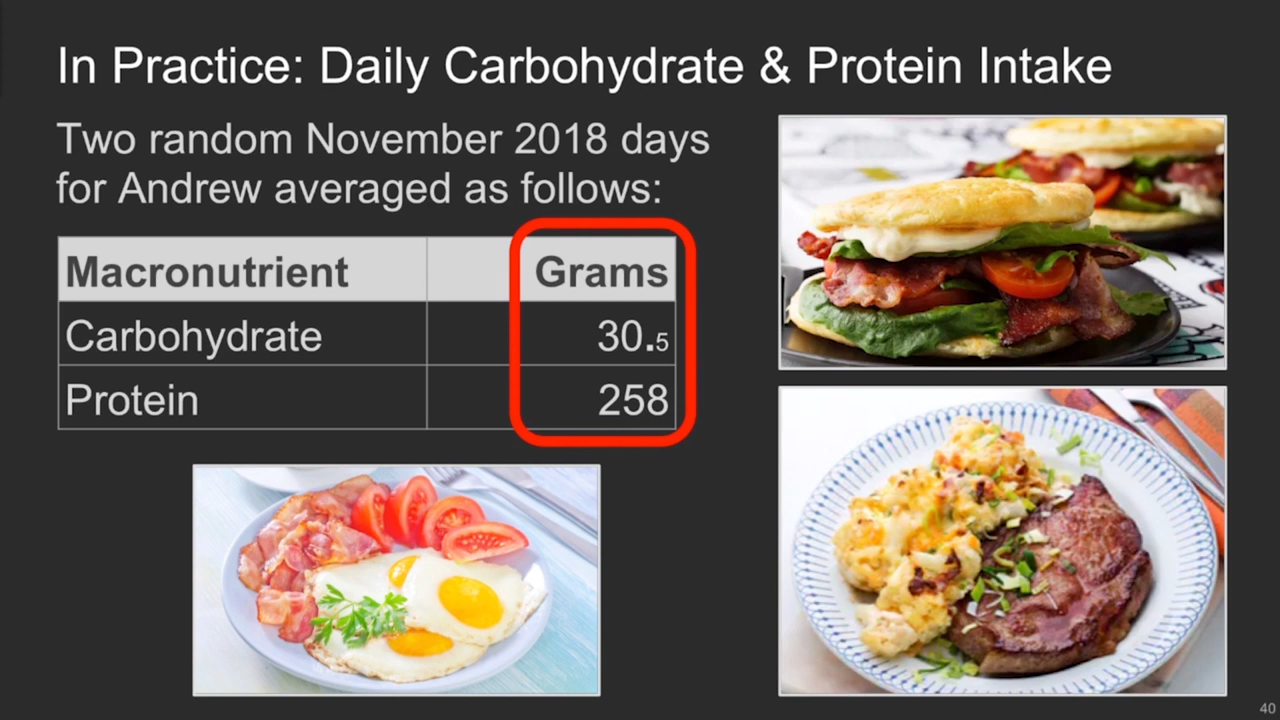 In Practice: Daily Carbohydrate & Protein Intake
Two random November 2018 days
for Andrew averaged as follows:
Macronutrient Grams
Carbohydrate 30.5
Protein 258
40